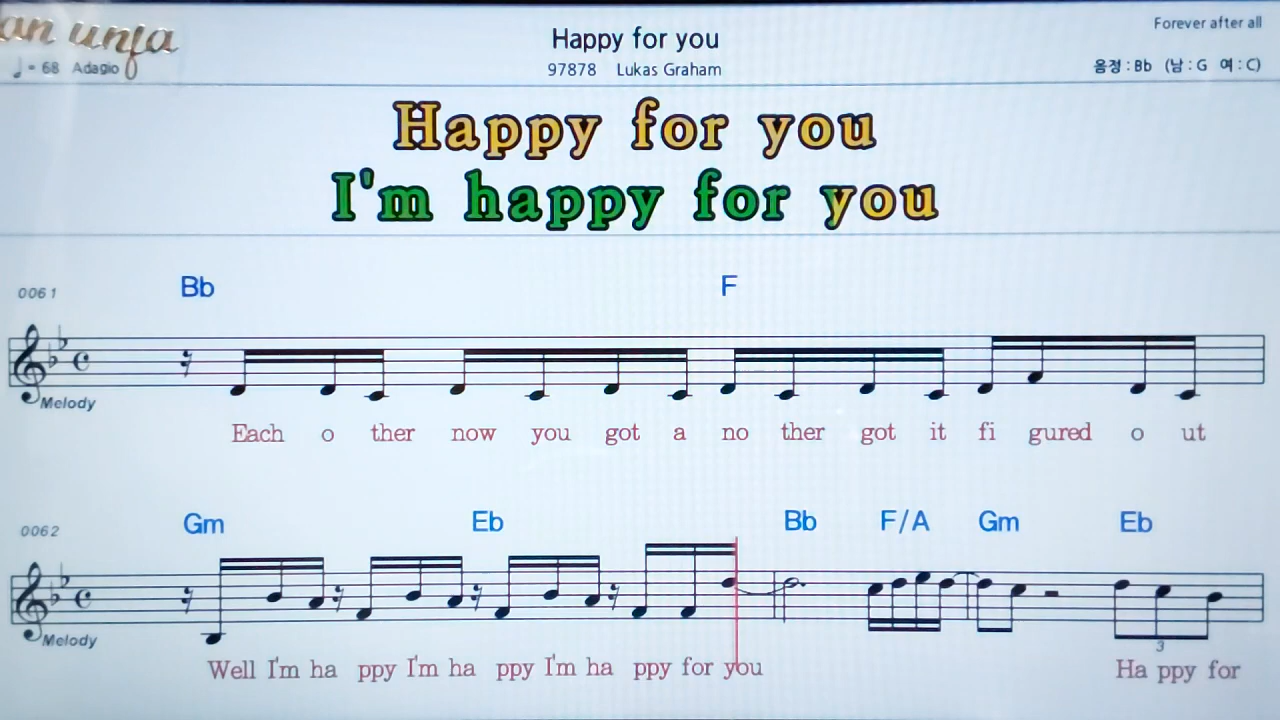 ♩= 68 Adagio
Happy for you
97878 Lukas Graham
Forever after all
음정 : Bb (남 : G 여 : C)
Happy for you
I'm happy for you
0061
Bb F
Melody
Each o ther now you got a no ther got it fi gured o ut
0062
Gm Eb Bb F/A Gm Eb
Melody
3
Well I'm ha ppy I'm ha ppy I'm ha ppy for you Ha ppy for